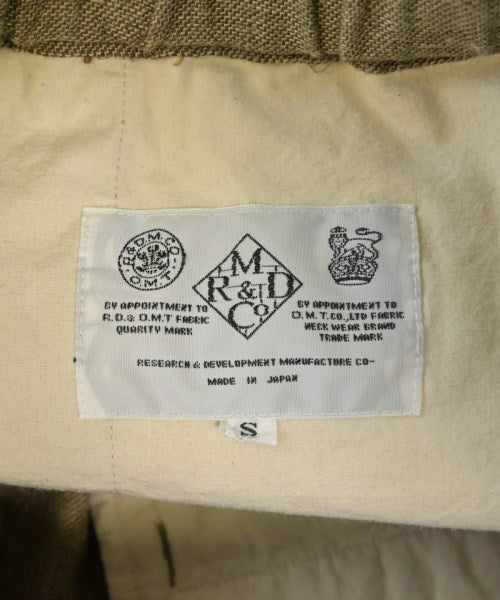 R&D.M.CO
O.M.T
M
R & D
Co
BY APPOINTMENT TO
R.D.& O.M.T FABRIC
QUARITY MARK
BY APPOINTMENT TO
O.M.T.CO.,LTD FABRIC
NECK WEAR BRAND
TRADE MARK
RESEARCH & DEVELOPMENT MANUFACTURE CO-
MADE IN JAPAN
S